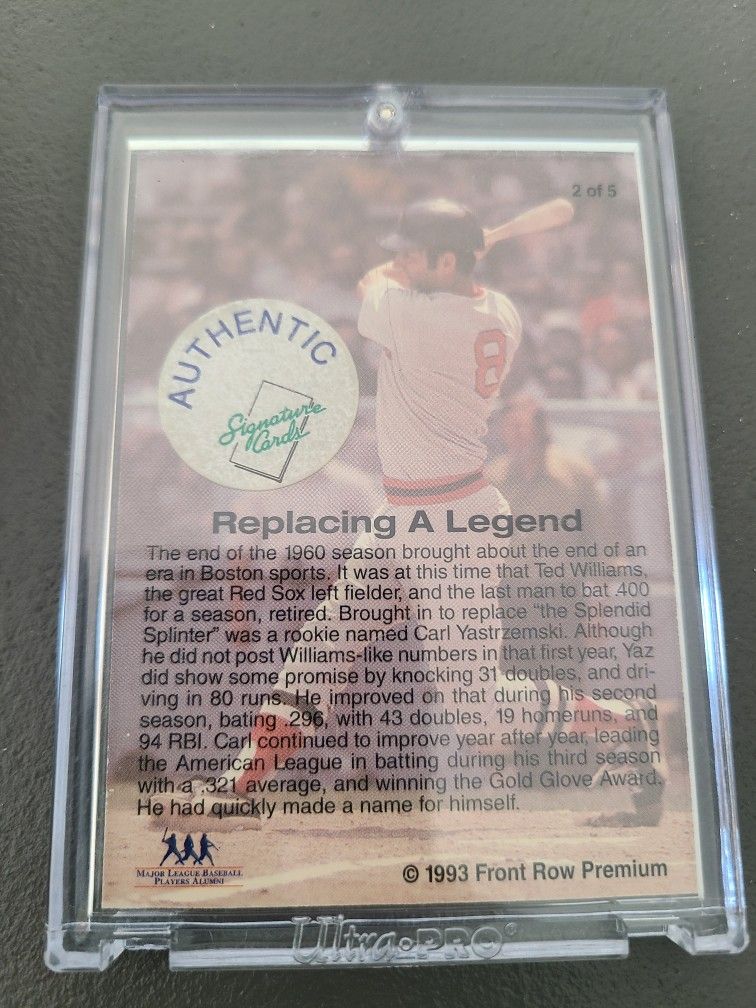 2 of 5
8
AUTHENTIC
Signature
Cards
Replacing A Legend
The end of the 1960 season brought about the end of an
era in Boston sports. It was at this time that Ted Williams,
the great Red Sox left fielder, and the last man to bat .400
for a season, retired. Brought in to replace "the Splendid
Splinter" was a rookie named Carl Yastrzemski. Although
he did not post Williams-like numbers in that first year, Yaz
did show some promise by knocking 31 doubles, and dri-
ving in 80 runs. He improved on that during his second
season, bating .296, with 43 doubles, 19 homeruns, and
94 RBI. Carl continued to improve year after year, leading
the American League in batting during his third season
with a .321 average, and winning the Gold Glove Award.
He had quickly made a name for himself.
MAJOR LEAGUE BASEBALL
PLAYERS ALUMNI
© 1993 Front Row Premium
Ultra•PRO®